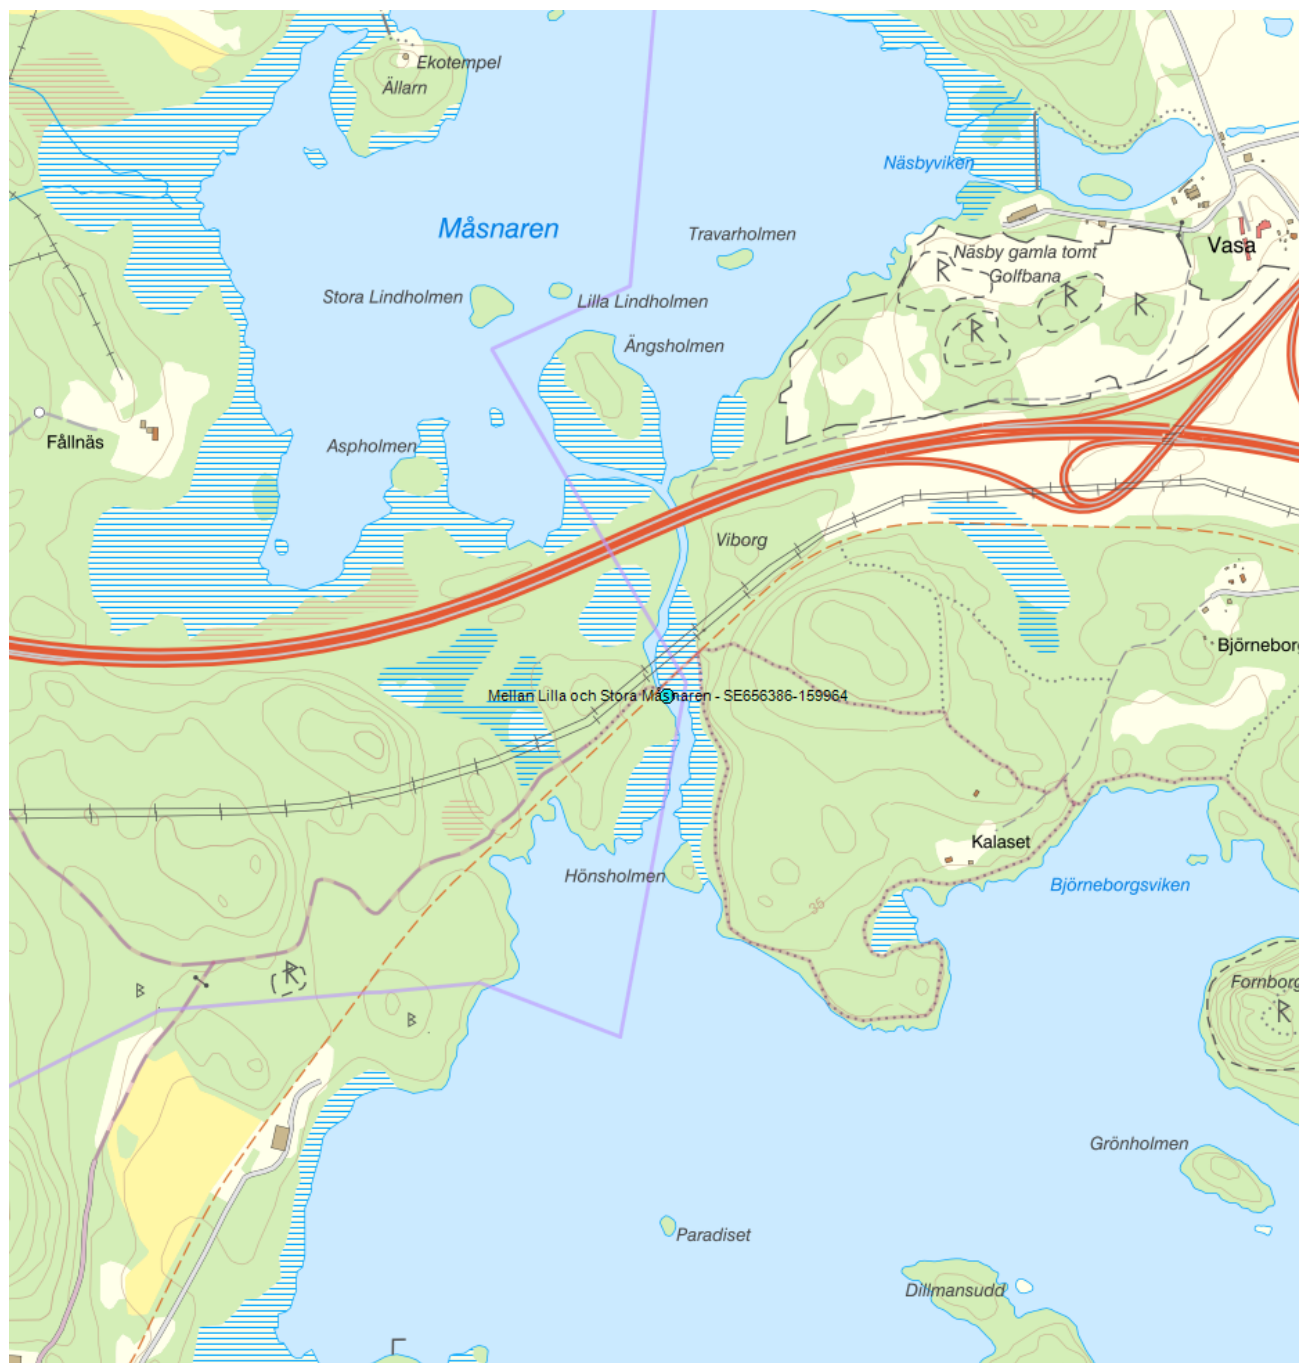 Ekotempel
Ällarn
Näsbyviken
Måsnaren
Travarholmen
Vasa
Näsby gamla tomt
Golfbana
Stora Lindholmen
Lilla Lindholmen
Ängsholmen
Fållnäs
Aspholmen
Viborg
Björneborg
Mellan Lilla och Stora Måsnaren - SE656386-159964
Kalaset
Hönsholmen
Björneborgsviken
35
Fornborg
B
R
B
R
R
R
R
R
Grönholmen
Paradiset
Dillmansudd